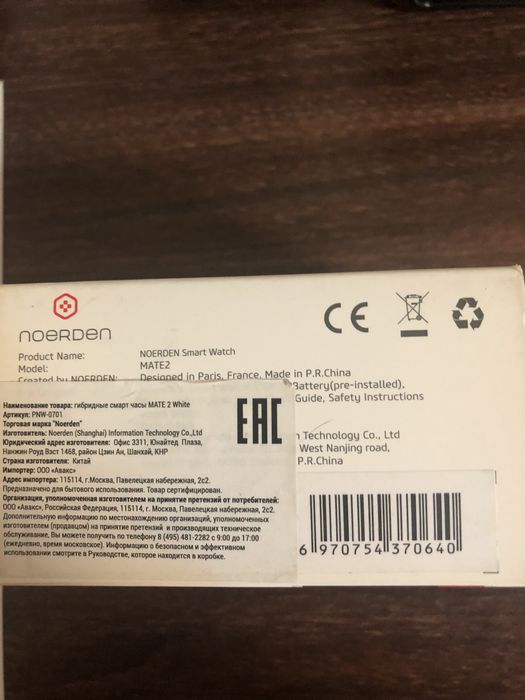 noerden
CE
Product Name: NOERDEN Smart Watch
Model: MATE2
Created by NOERDEN: Designed in Paris, France, Made in P.R.China
Battery(pre-installed),
Guide, Safety Instructions
Technology Co., Ltd
West Nanjing road,
P.R.China
Наименование товара: гибридные смарт часы MATE 2 White
Артикул: PNW-0701
Торговая марка "Noerden"
Изготовитель: Noerden (Shanghai) Information Technology Co.,Ltd
Юридический адрес изготовителя: Офис 3311, Юнайтед Плаза,
Нанжин Роуд Вэст 1468, район Цзин Ан, Шанхай, КНР
Страна изготовителя: Китай
Импортер: ООО «Авакс»
Адрес импортера: 115114, г.Москва, Павелецкая набережная, 2с2.
Предназначено для бытового использования. Товар сертифицирован.
Организация, уполномоченная изготовителем на принятие претензий от потребителей:
ООО «Авакс», Российская Федерация, 115114, г. Москва, Павелецкая набережная, 2с2.
Дополнительную информацию по местонахождению организаций, уполномоченных
изготовителем (продавцом) на принятие претензий и производящих техническое
обслуживание, Вы можете получить по телефону 8 (495) 481-2282 с 9:00 до 17:00
(ежедневно, время московское). Информацию о безопасном и эффективном
использовании смотрите в Руководстве, которое находится в коробке.
EAC
6 970754 370640